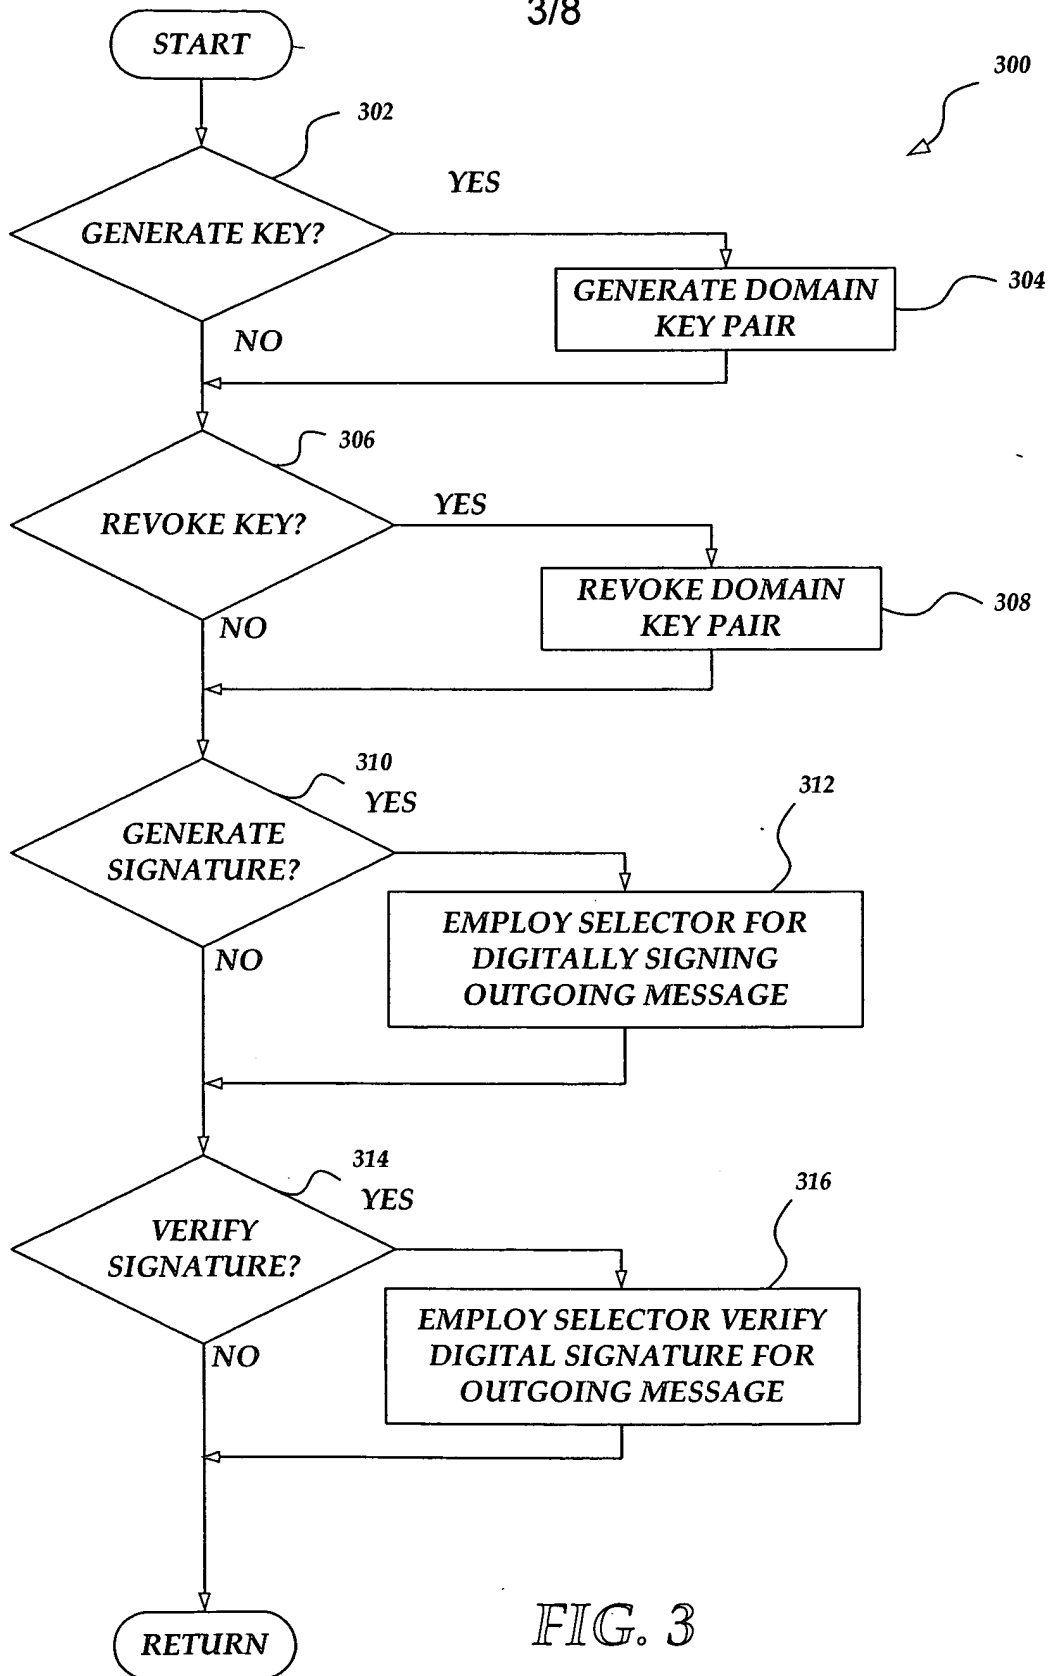 3/8
START
300
302
YES
GENERATE KEY?
GENERATE DOMAIN
KEY PAIR
304
NO
306
YES
REVOKE KEY?
REVOKE DOMAIN
KEY PAIR
308
NO
310
YES
312
GENERATE
SIGNATURE?
EMPLOY SELECTOR FOR
DIGITALLY SIGNING
OUTGOING MESSAGE
NO
314
YES
316
VERIFY
SIGNATURE?
EMPLOY SELECTOR VERIFY
DIGITAL SIGNATURE FOR
OUTGOING MESSAGE
NO
RETURN
FIG. 3